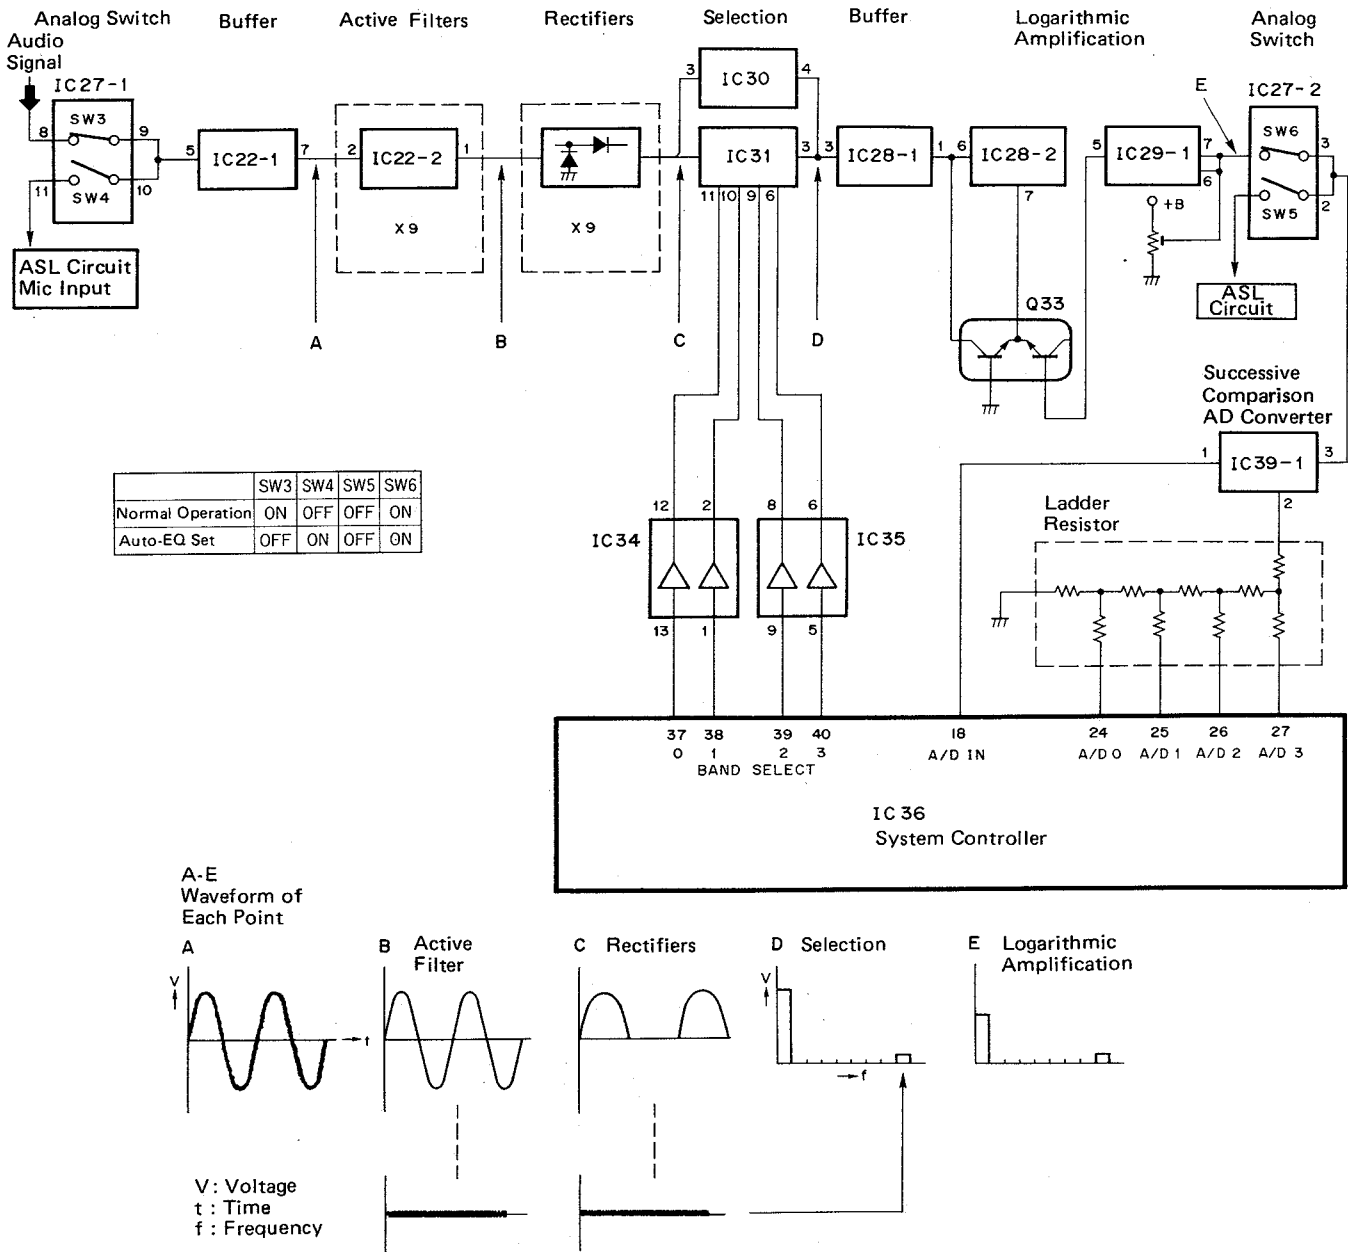 Analog Switch
Buffer
Active Filters
Rectifiers
Selection
Buffer
Logarithmic
Amplification
Analog
Switch
Audio
Signal
IC27-1
SW3
8
9
11
10
SW4
ASL Circuit
Mic Input
5
IC22-1
7
2
IC22-2
1
X9
X9
3
IC30
4
IC31
3
11
10
9
6
3
IC28-1
1
6
IC28-2
7
5
IC29-1
7
6
+B
E
IC27-2
SW6
3
SW5
2
ASL
Circuit
Q33
A
B
C
D
Successive
Comparison
AD Converter
1
IC39-1
3
2
Ladder
Resistor
SW3 SW4 SW5 SW6
Normal Operation ON OFF OFF ON
Auto-EQ Set OFF ON OFF ON
12
2
8
6
IC34
IC35
13
1
9
5
37
38
39
40
18
24
25
26
27
0
1
2
3
A/D IN
A/D 0
A/D 1
A/D 2
A/D 3
BAND SELECT
IC36
System Controller
A-E
Waveform of
Each Point
A
B Active
Filter
C Rectifiers
D Selection
E Logarithmic
Amplification
V
t
V
f
V: Voltage
t : Time
f : Frequency